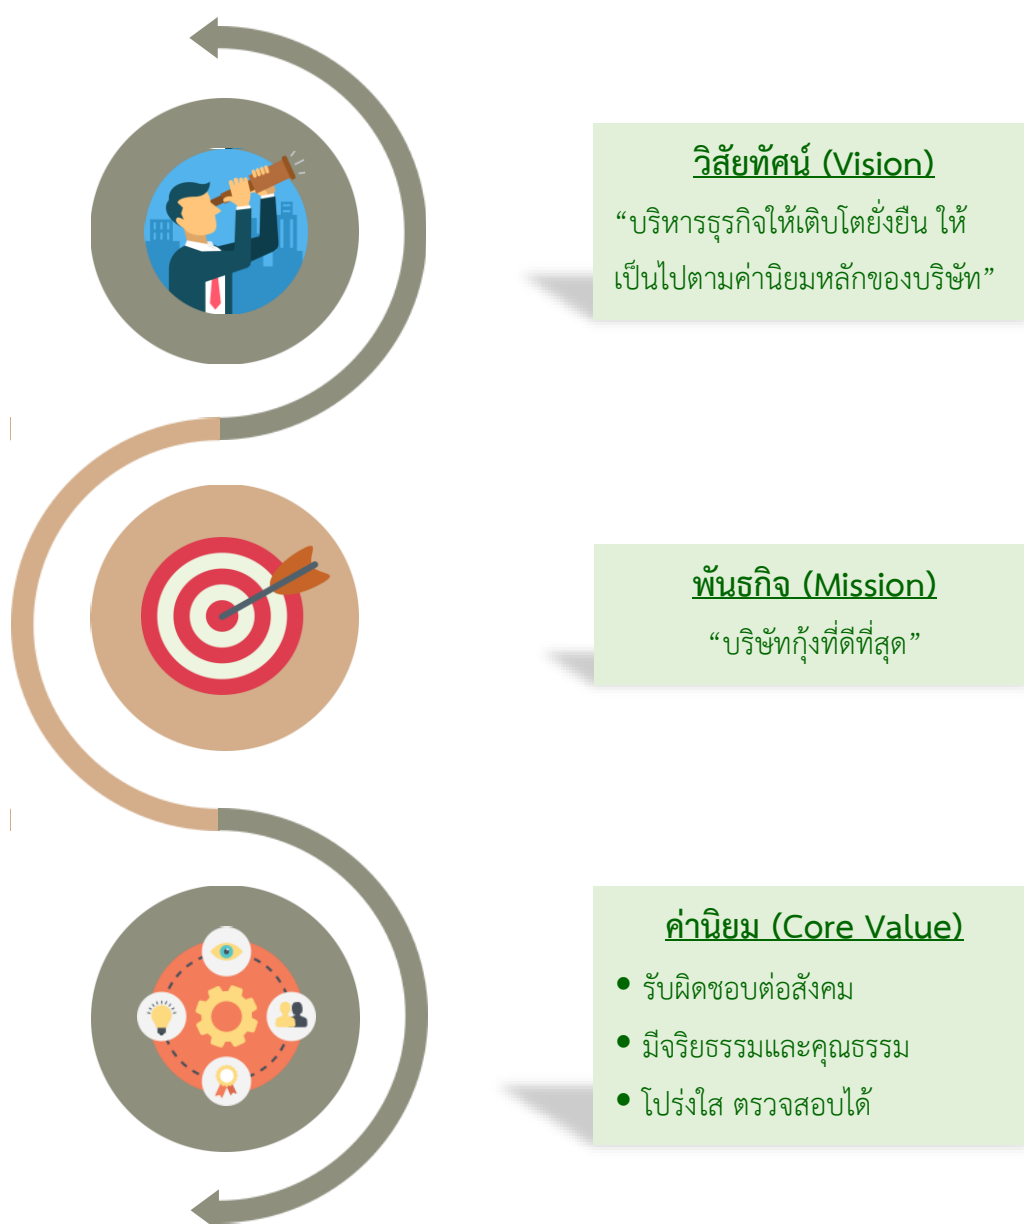 วิสัยทัศน์ (Vision)
“บริหารธุรกิจให้เติบโตยั่งยืน ให้
เป็นไปตามค่านิยมหลักของบริษัท”
พันธกิจ (Mission)
“บริษัทกุ้งที่ดีที่สุด”
ค่านิยม (Core Value)
• รับผิดชอบต่อสังคม
• มีจริยธรรมและคุณธรรม
• โปร่งใส ตรวจสอบได้